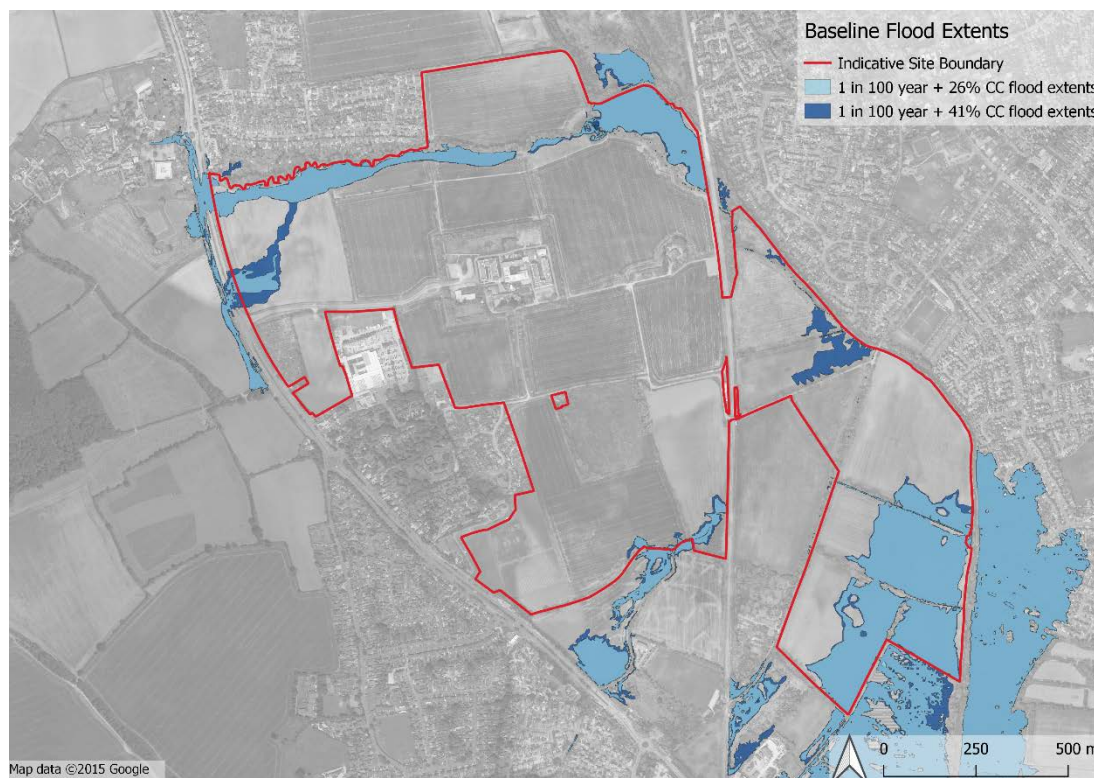 Baseline Flood Extents
Indicative Site Boundary
1 in 100 year + 26% CC flood extents
1 in 100 year + 41% CC flood extents
0 250 500 m
Map data ©2015 Google